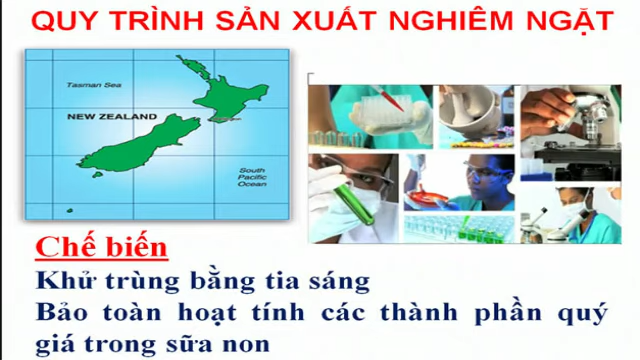 QUY TRÌNH SẢN XUẤT NGHIÊM NGẶT
Tasman Sea
NEW ZEALAND
South
Pacific
Ocean
Chế biến
Khử trùng bằng tia sáng
Bảo toàn hoạt tính các thành phần quý
giá trong sữa non